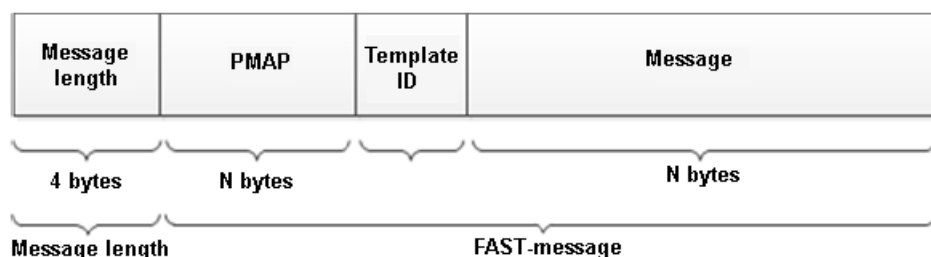 Message length
PMAP
Template ID
Message
4 bytes
N bytes
N bytes
Message length
FAST-message